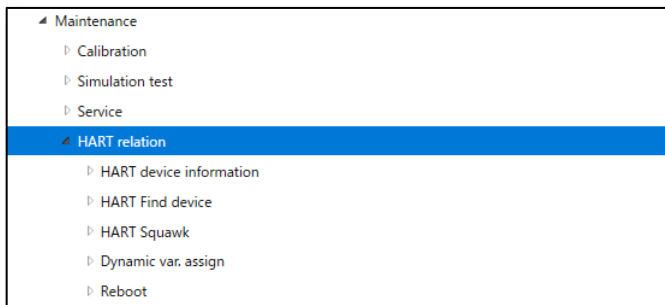 Maintenance
Calibration
Simulation test
Service
HART relation
HART device information
HART Find device
HART Squawk
Dynamic var. assign
Reboot